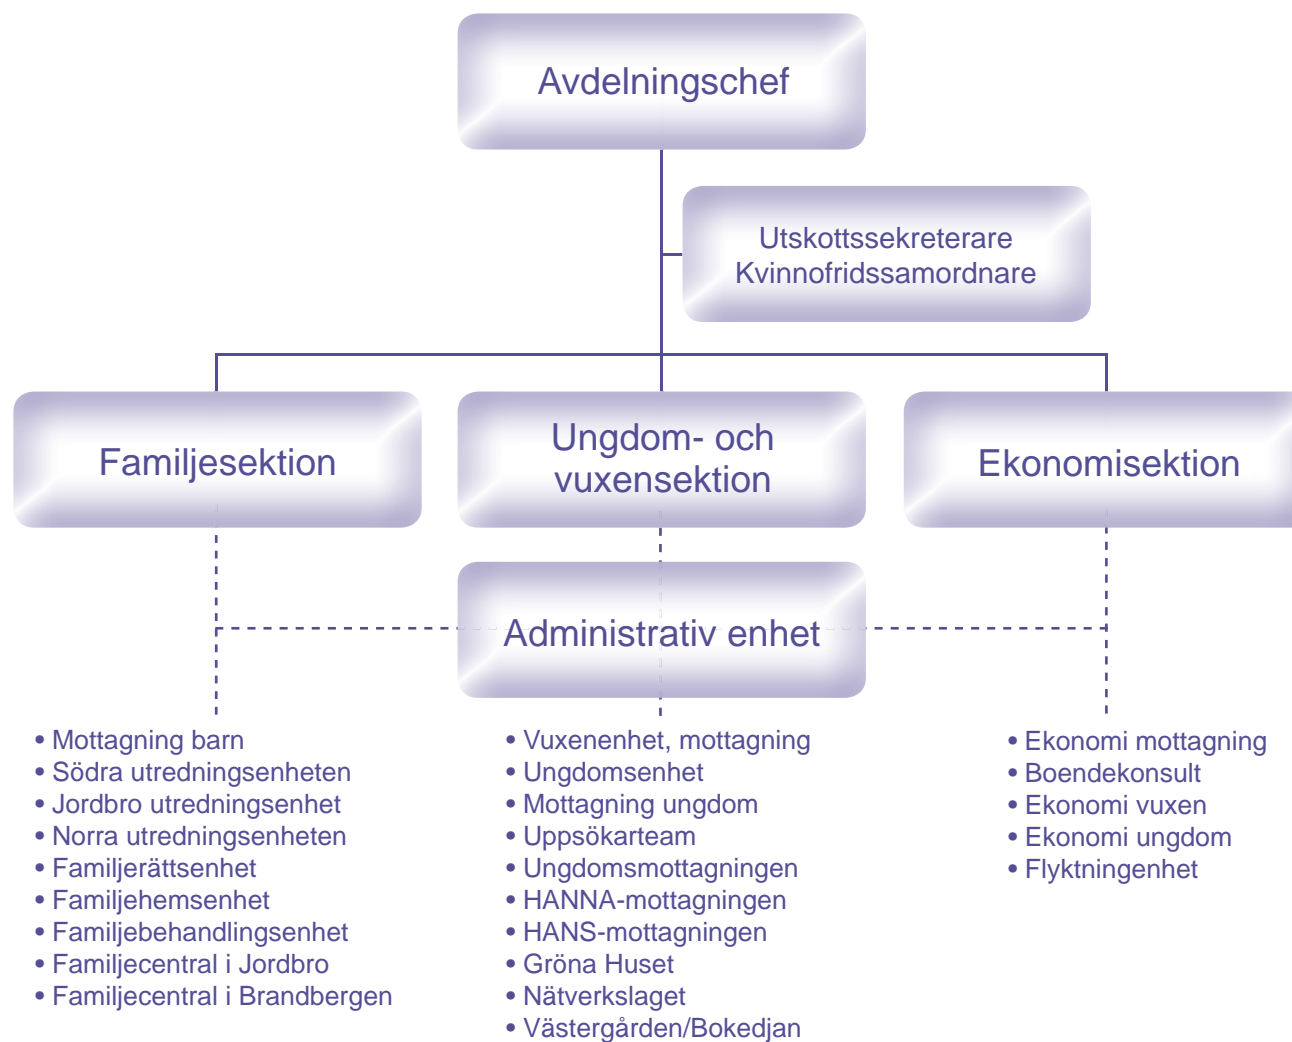 Avdelningschef
Utskottssekreterare
Kvinnofridssamordnare
Familjesektion
Ungdom- och
vuxensektion
Ekonomisektion
Administrativ enhet
• Mottagning barn
• Södra utredningsenheten
• Jordbro utredningsenhet
• Norra utredningsenheten
• Familjerättsenhet
• Familjehemsenhet
• Familjebehandlingsenhet
• Familjecentral i Jordbro
• Familjecentral i Brandbergen
• Vuxenenhet, mottagning
• Ungdomsenhet
• Mottagning ungdom
• Uppsökarteam
• Ungdomsmottagningen
• HANNA-mottagningen
• HANS-mottagningen
• Gröna Huset
• Nätverkslaget
• Västergården/Bokedjan
• Ekonomi mottagning
• Boendekonsult
• Ekonomi vuxen
• Ekonomi ungdom
• Flyktningenhet